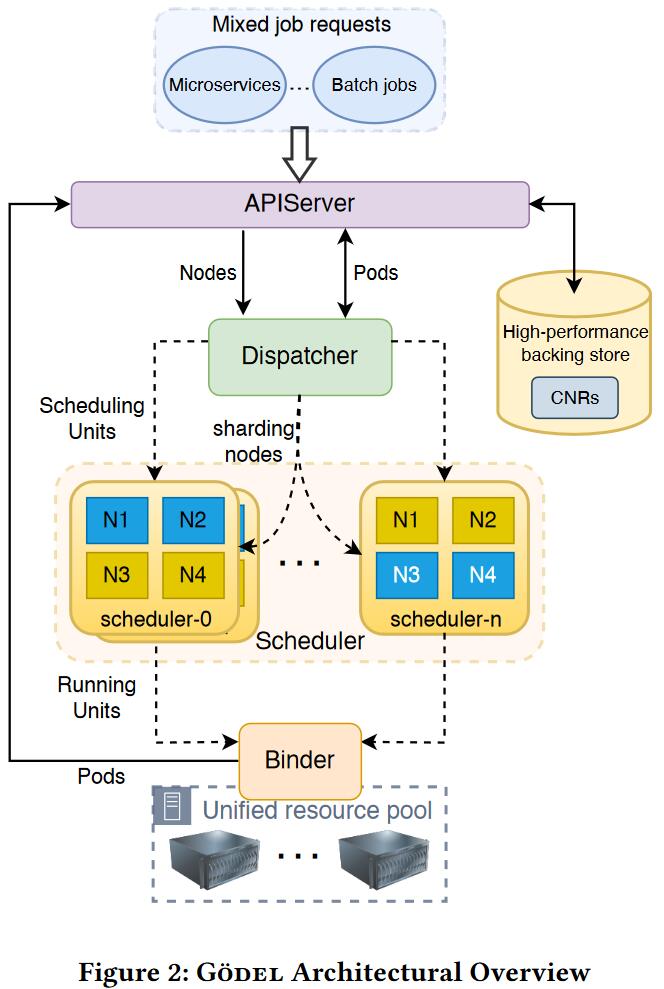 Mixed job requests
Microservices
...
Batch jobs
APIServer
Nodes
Pods
High-performance
backing store
CNRs
Dispatcher
Scheduling
Units
sharding
nodes
N1
N2
N3
N4
scheduler-0
...
N1
N2
N3
N4
scheduler-n
Scheduler
Running
Units
Binder
Pods
Unified resource pool
...
Figure 2: GÖDEL Architectural Overview